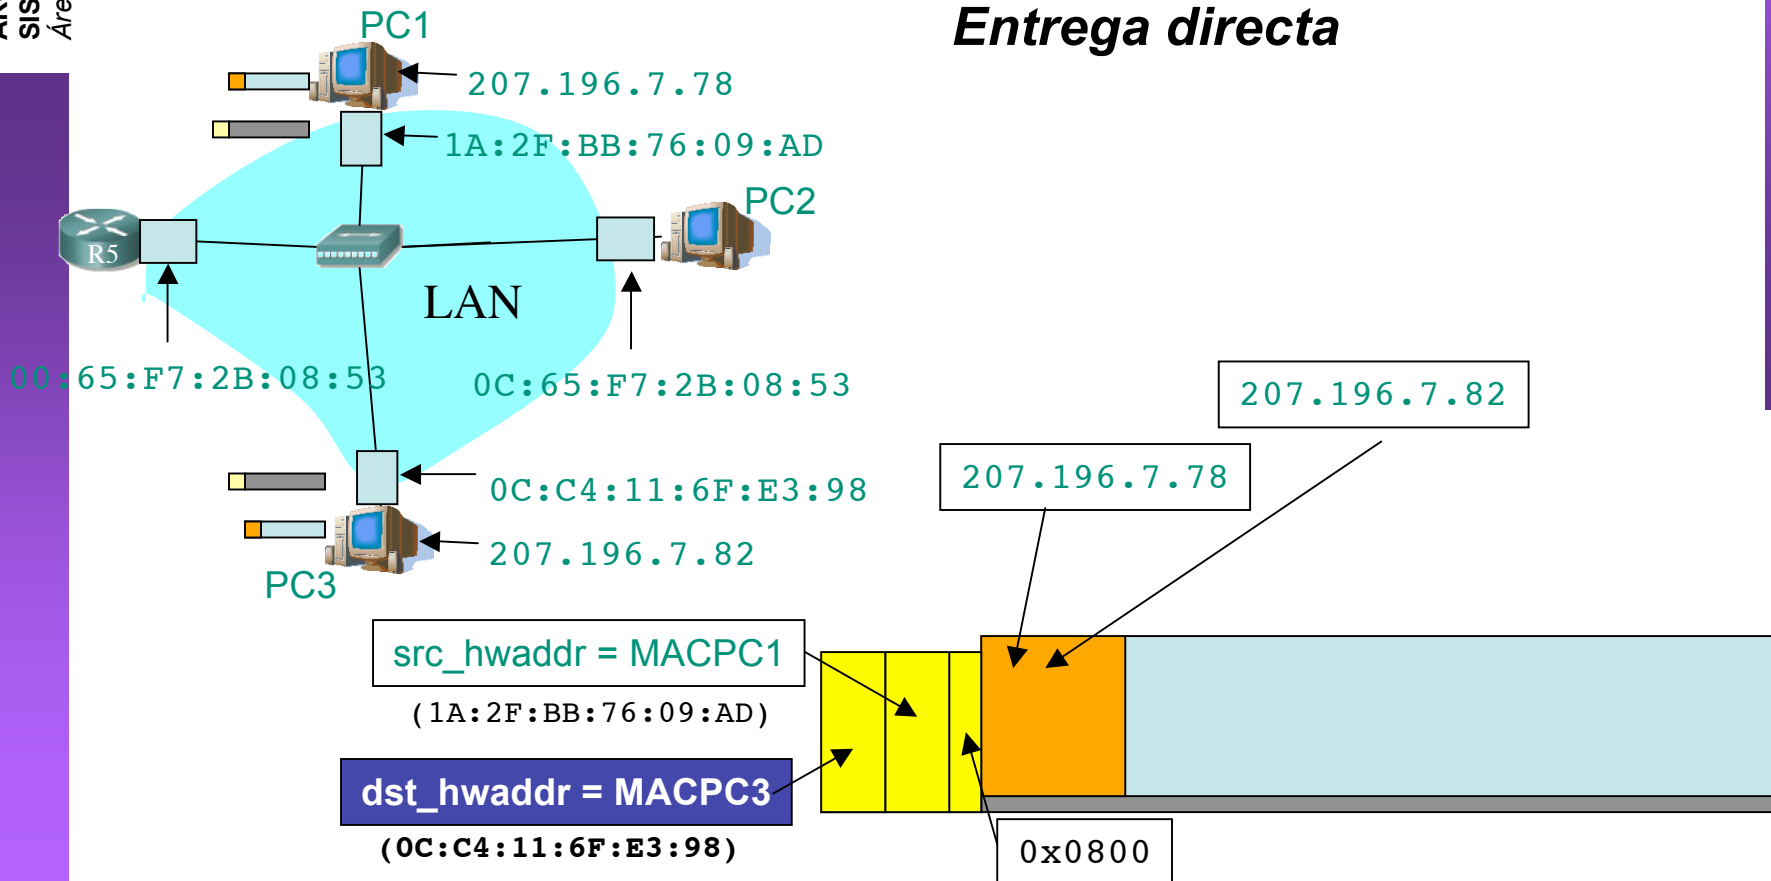 Entrega directa
PC1
207.196.7.78
1A:2F:BB:76:09:AD
PC2
R5
LAN
00:65:F7:2B:08:53
0C:65:F7:2B:08:53
207.196.7.82
207.196.7.78
0C:C4:11:6F:E3:98
207.196.7.82
PC3
src_hwaddr = MACPC1
(1A:2F:BB:76:09:AD)
dst_hwaddr = MACPC3
(0C:C4:11:6F:E3:98)
0x0800